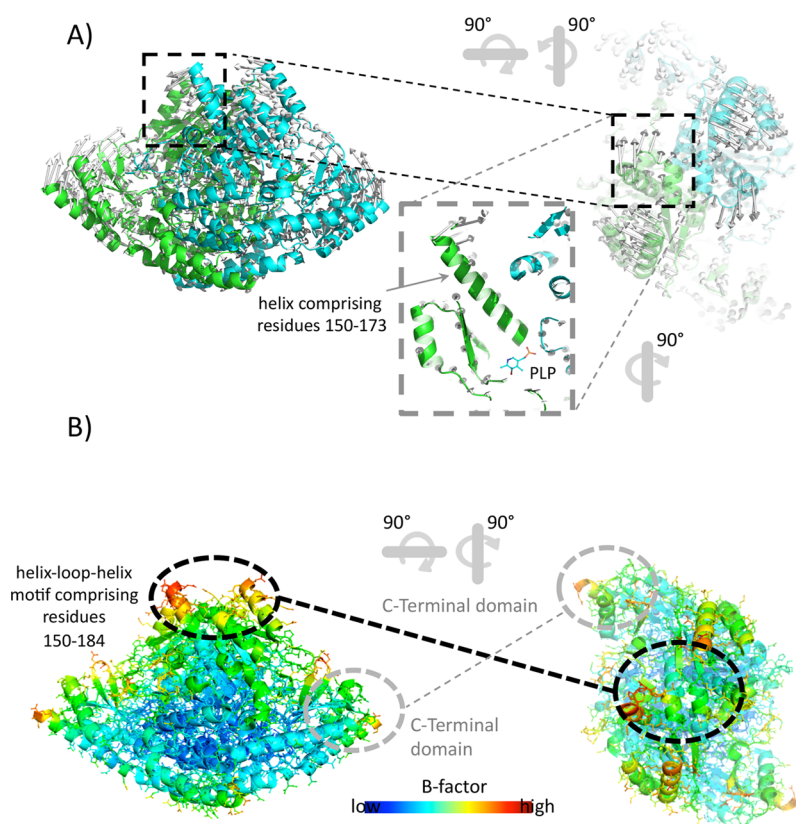 A)
90° 90°
helix comprising
residues 150-173
PLP
90°
B)
90° 90°
helix-loop-helix
motif comprising
residues
150-184
C-Terminal domain
C-Terminal
domain
B-factor
low high